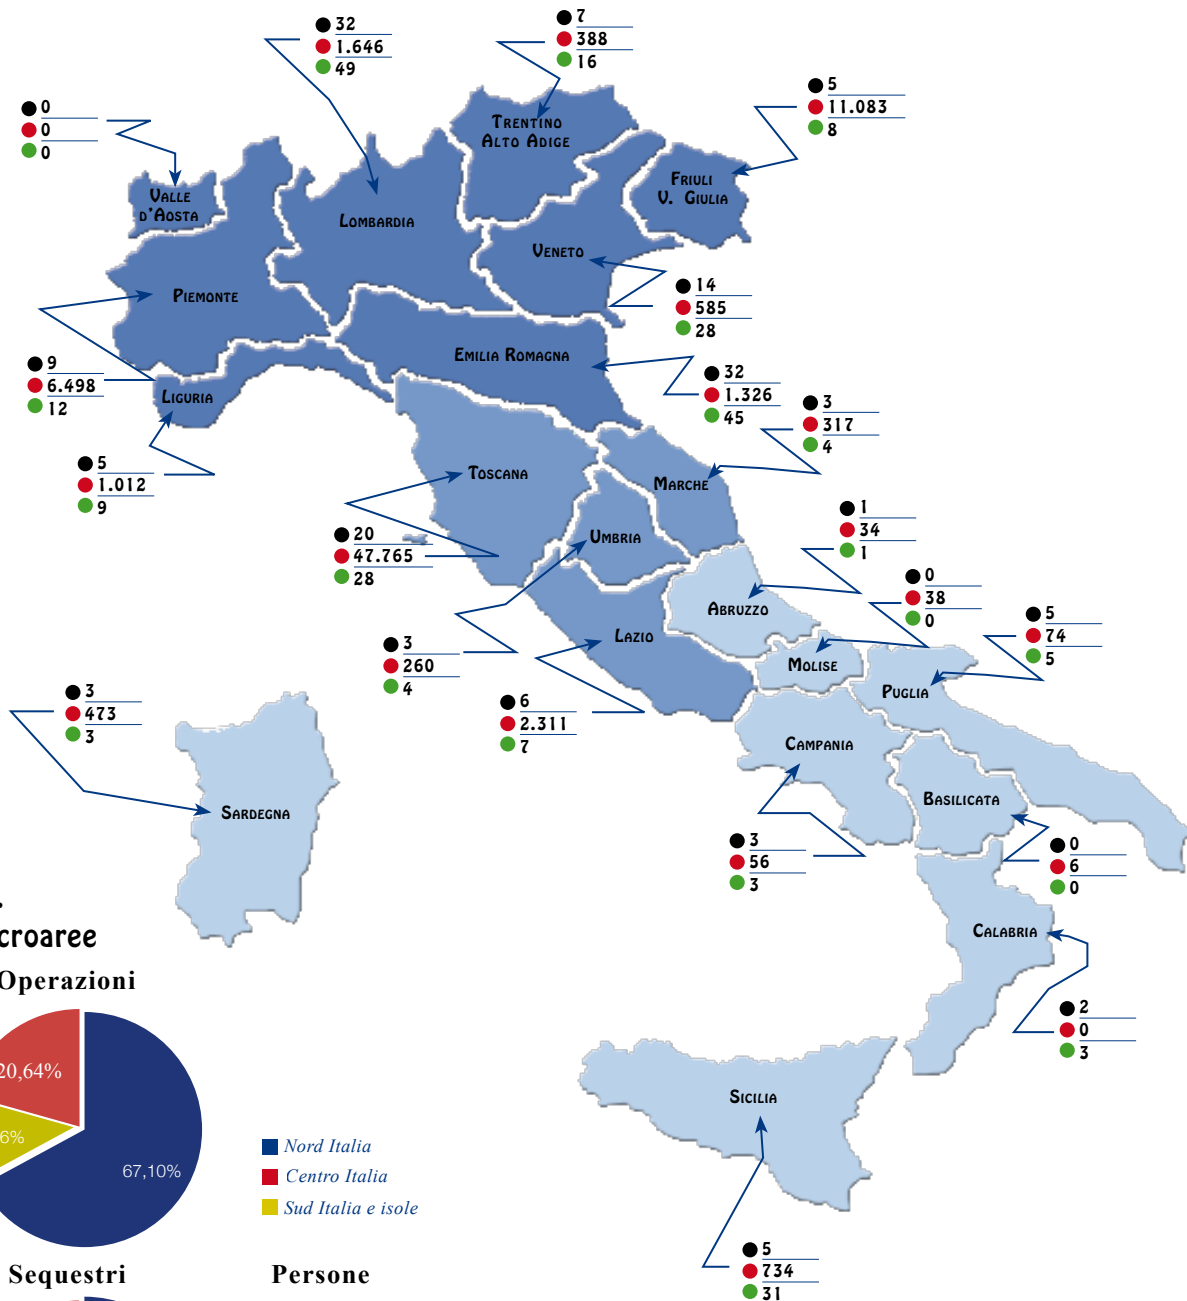 32
1.646
49
7
388
16
5
11.083
8
0
0
0
TRENTINO
ALTO ADIGE
FRIULI
V. GIULIA
VALLE
D'AOSTA
LOMBARDIA
VENETO
PIEMONTE
14
585
28
EMILIA ROMAGNA
9
6.498
12
LIGURIA
32
1.326
45
3
317
4
5
1.012
9
TOSCANA
MARCHE
20
47.765
28
UMBRIA
1
34
1
ABRUZZO
0
38
0
LAZIO
MOLISE
5
74
5
PUGLIA
3
260
4
6
2.311
7
3
473
3
CAMPANIA
SARDEGNA
BASILICATA
3
56
3
0
6
0
CALABRIA
croaree
Operazioni
2
0
3
20,64%
6%
67,10%
SICILIA
Nord Italia
Centro Italia
Sud Italia e isole
5
734
31
Sequestri
Persone